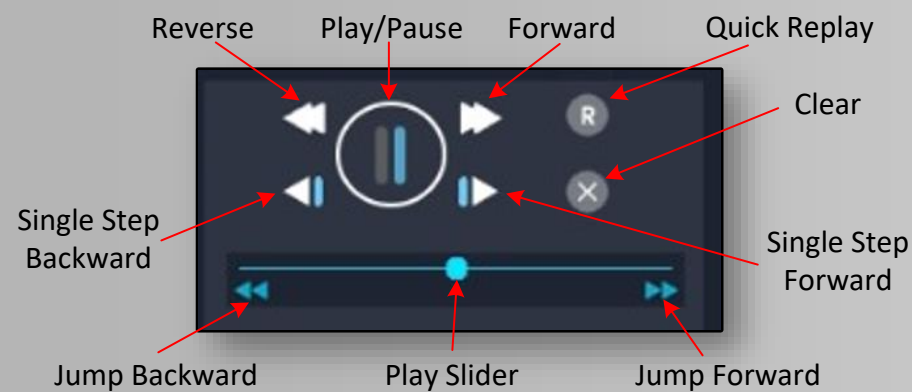 Reverse
Play/Pause
Forward
Quick Replay
R
Clear
Single Step
Backward
Single Step
Forward
Jump Backward
Play Slider
Jump Forward